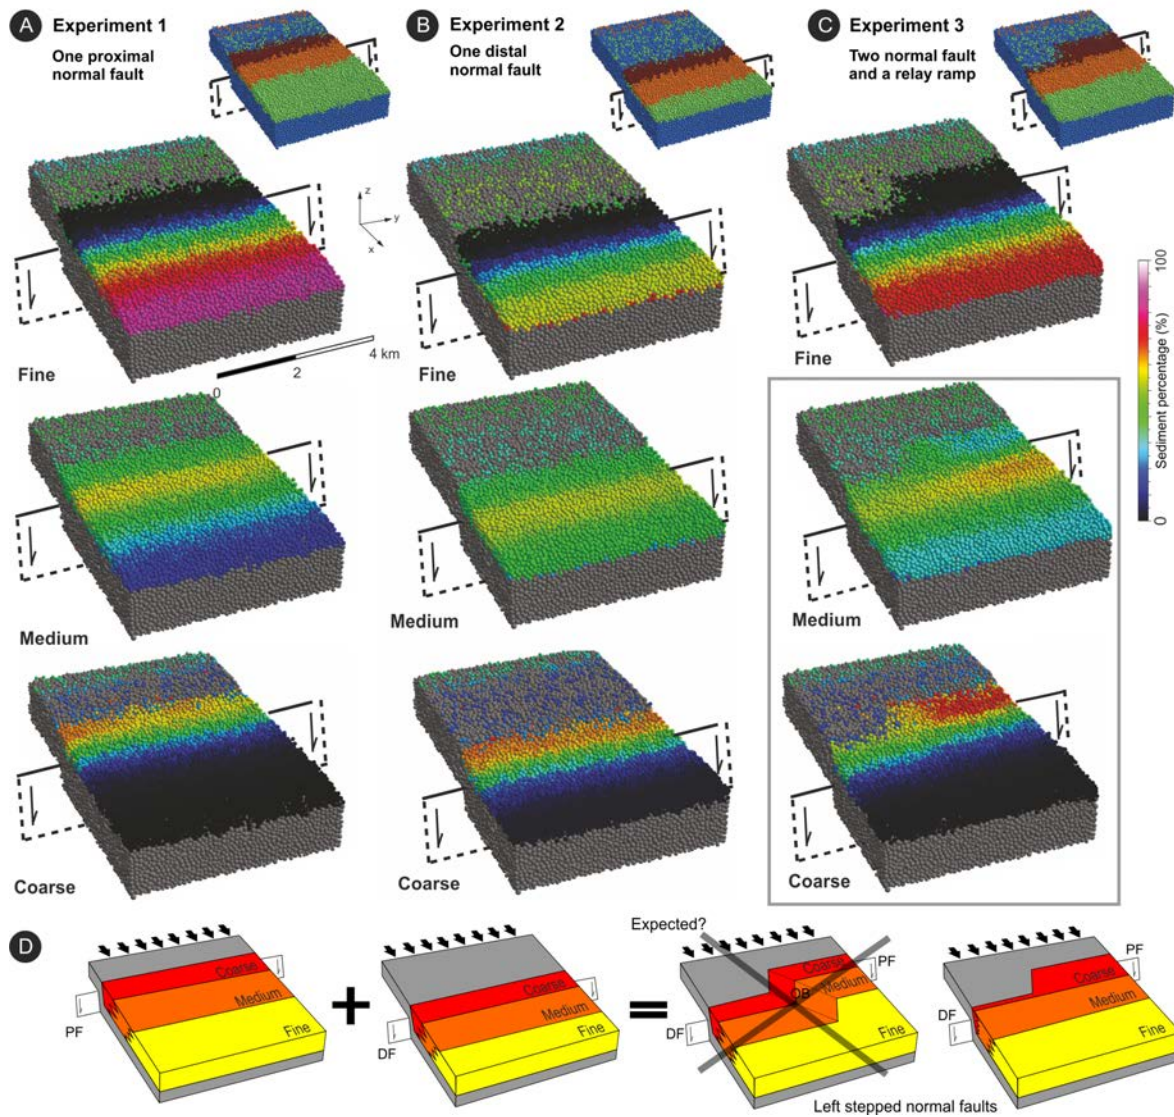 A Experiment 1
One proximal
normal fault
B Experiment 2
One distal
normal fault
C Experiment 3
Two normal fault
and a relay ramp
z
y
x
Fine
0
2
4 km
Fine
Fine
100
Sediment percentage (%)
0
Medium
Medium
Medium
Coarse
Coarse
Coarse
D
Coarse
Medium
Fine
PF
+
Coarse
Medium
Fine
DF
=
Expected?
Coarse
PF
OB
Medium
Fine
DF
Coarse
PF
Medium
Fine
DF
Left stepped normal faults